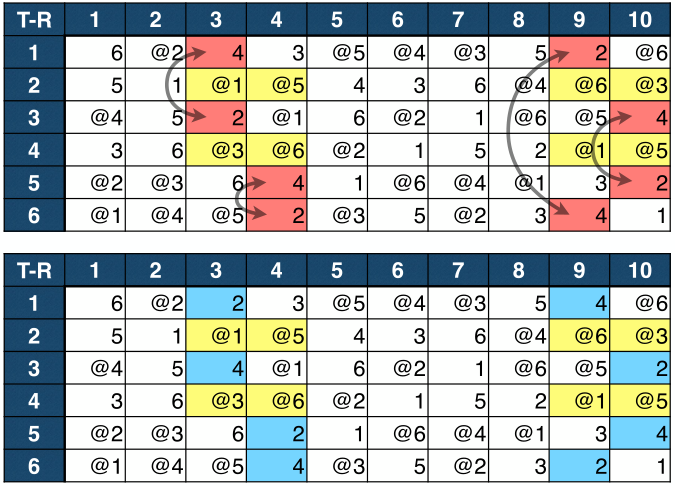 T-R 1 2 3 4 5 6 7 8 9 10
1 6 @2 4 3 @5 @4 @3 5 2 @6
2 5 1 @1 @5 4 3 6 @4 @6 @3
3 @4 5 2 @1 6 @2 1 @6 @5 4
4 3 6 @3 @6 @2 1 5 2 @1 @5
5 @2 @3 6 4 1 @6 @4 @1 3 2
6 @1 @4 @5 2 @3 5 @2 3 4 1
T-R 1 2 3 4 5 6 7 8 9 10
1 6 @2 2 3 @5 @4 @3 5 4 @6
2 5 1 @1 @5 4 3 6 @4 @6 @3
3 @4 5 4 @1 6 @2 1 @6 @5 2
4 3 6 @3 @6 @2 1 5 2 @1 @5
5 @2 @3 6 2 1 @6 @4 @1 3 4
6 @1 @4 @5 4 @3 5 @2 3 2 1